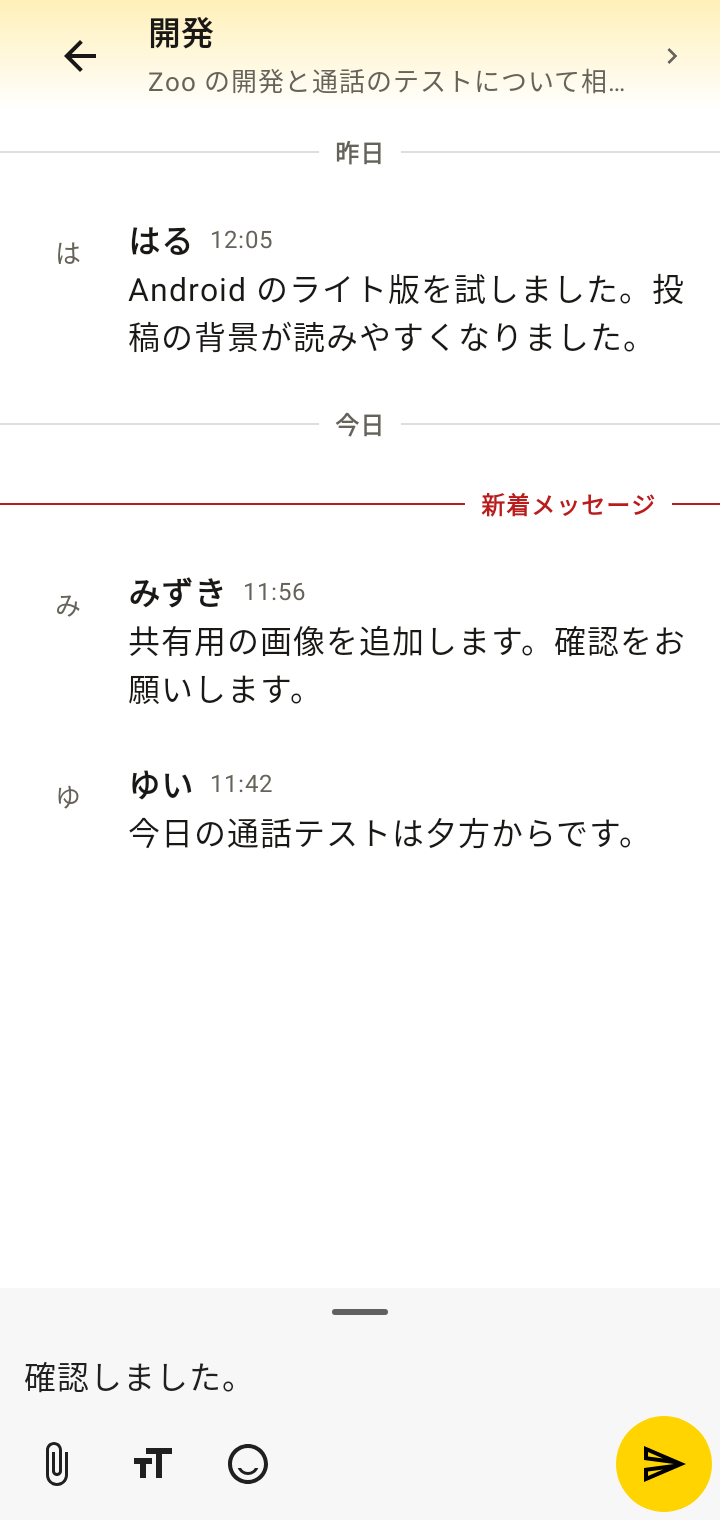 開発
Zoo の開発と通話のテストについて相…
昨日
は
はる 12:05
Android のライト版を試しました。投
稿の背景が読みやすくなりました。
今日
新着メッセージ
み
みずき 11:56
共有用の画像を追加します。確認をお
願いします。
ゆ
ゆい 11:42
今日の通話テストは夕方からです。
確認しました。
TT